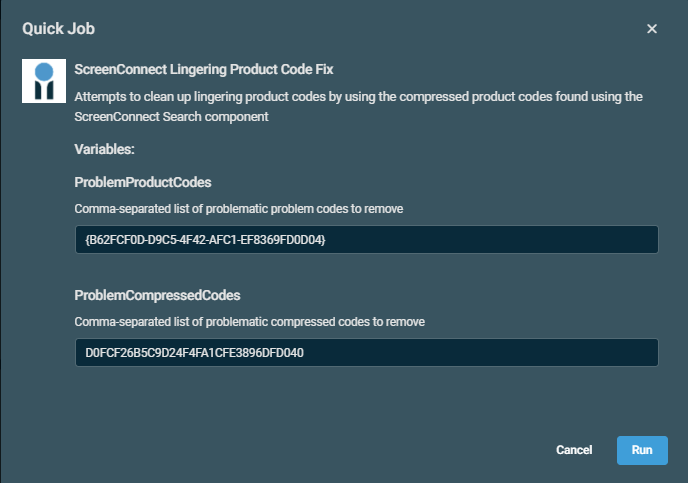 Quick Job
ScreenConnect Lingering Product Code Fix
Attempts to clean up lingering product codes by using the compressed product codes found using the
ScreenConnect Search component
Variables:
ProblemProductCodes
Comma-separated list of problematic problem codes to remove
{B62FCF0D-D9C5-4F42-AFC1-EF8369FD0D04}
ProblemCompressedCodes
Comma-separated list of problematic compressed codes to remove
D0FCF26B5C9D24F4FA1CFE3896DFD040
Cancel
Run